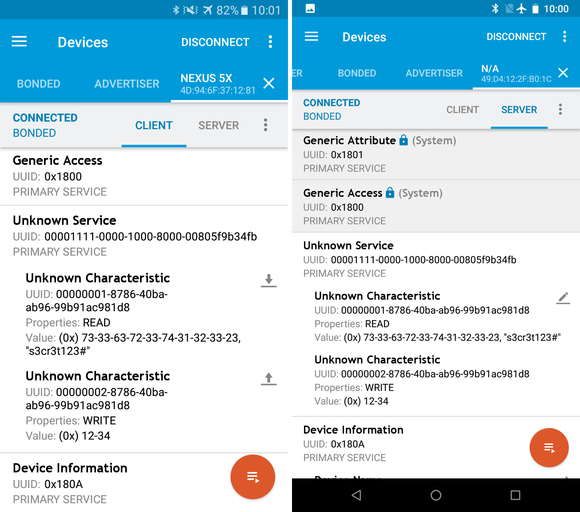 82% 10:01
Devices DISCONNECT
BONDED ADVERTISER NEXUS 5X
4D:94:6F:37:12:81
CONNECTED
BONDED
CLIENT SERVER
Generic Access
UUID: 0x1800
PRIMARY SERVICE
Unknown Service
UUID: 00001111-0000-1000-8000-00805f9b34fb
PRIMARY SERVICE
Unknown Characteristic
UUID: 00000001-8786-40ba-
ab96-99b91ac981d8
Properties: READ
Value: (0x) 73-33-63-72-33-74-31-32-33-23,
"s3cr3t123#"
Unknown Characteristic
UUID: 00000002-8786-40ba-
ab96-99b91ac981d8
Properties: WRITE
Value: (0x) 12-34
Device Information
UUID: 0x180A
PRIMARY SERVICE
10:00
Devices DISCONNECT
ER BONDED ADVERTISER N/A
49:D4:12:2F:B0:1C
CONNECTED
BONDED
CLIENT SERVER
Generic Attribute (System)
UUID: 0x1801
PRIMARY SERVICE
Generic Access (System)
UUID: 0x1800
PRIMARY SERVICE
Unknown Service
UUID: 00001111-0000-1000-8000-00805f9b34fb
PRIMARY SERVICE
Unknown Characteristic
UUID: 00000001-8786-40ba-ab96-99b91ac981d8
Properties: READ
Value: (0x) 73-33-63-72-33-74-31-32-33-23, "s3cr3t123#"
Unknown Characteristic
UUID: 00000002-8786-40ba-ab96-99b91ac981d8
Properties: WRITE
Value: (0x) 12-34
Device Information
UUID: 0x180A
PRIMARY SERVICE